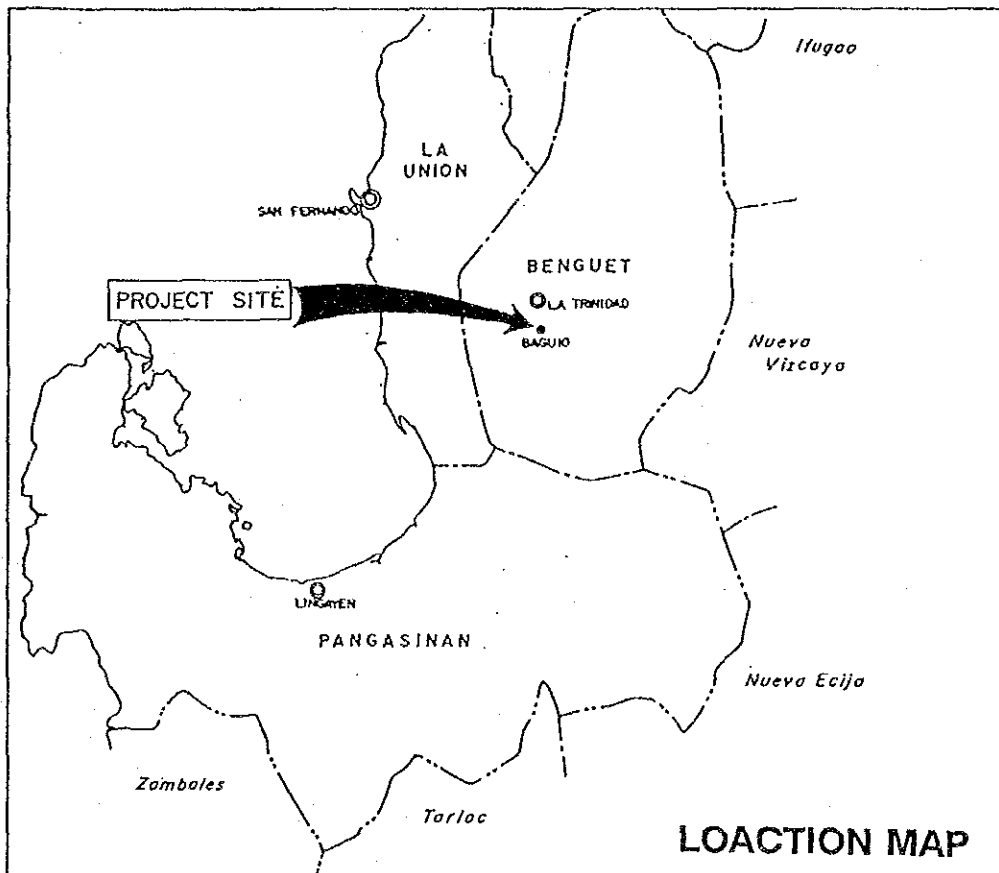 Ifugao
LA
UNION
SAN FERNANDO
BENGUET
LA TRINIDAD
PROJECT SITE
BAGUIO
Nueva
Vizcaya
LINGAYEN
PANGASINAN
Nueva Ecija
Zambales
Tarlac
LOACTION MAP